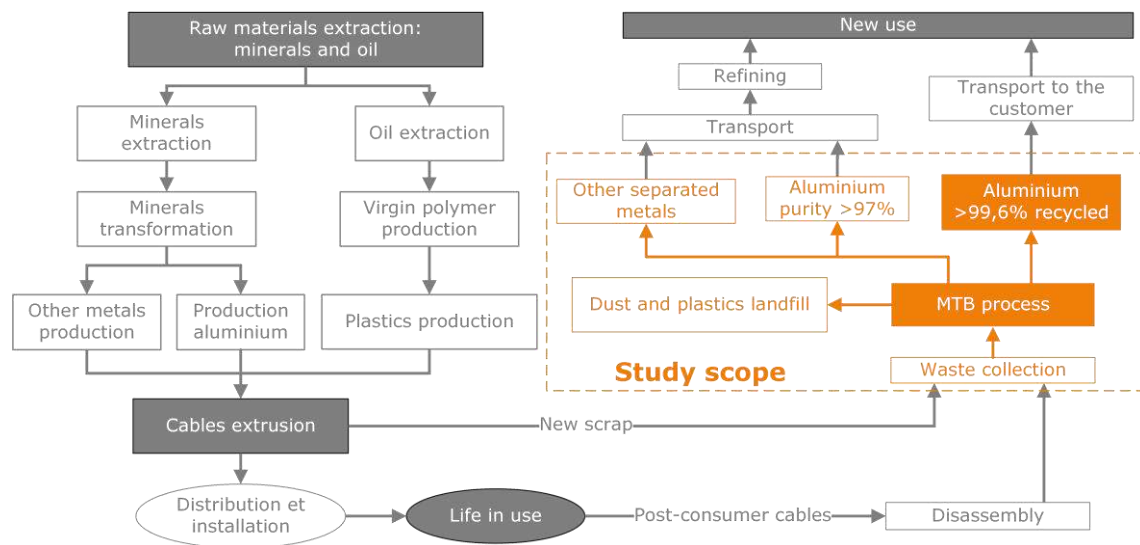 Raw materials extraction:
minerals and oil
Minerals
extraction
Oil extraction
Minerals
transformation
Virgin polymer
production
Other metals
production
Production
aluminium
Plastics production
Cables extrusion
New scrap
Distribution et
installation
Life in use
Post-consumer cables
Disassembly
New use
Refining
Transport to the
customer
Transport
Other separated
metals
Aluminium
purity >97%
Aluminium
>99,6% recycled
Dust and plastics landfill
MTB process
Study scope
Waste collection